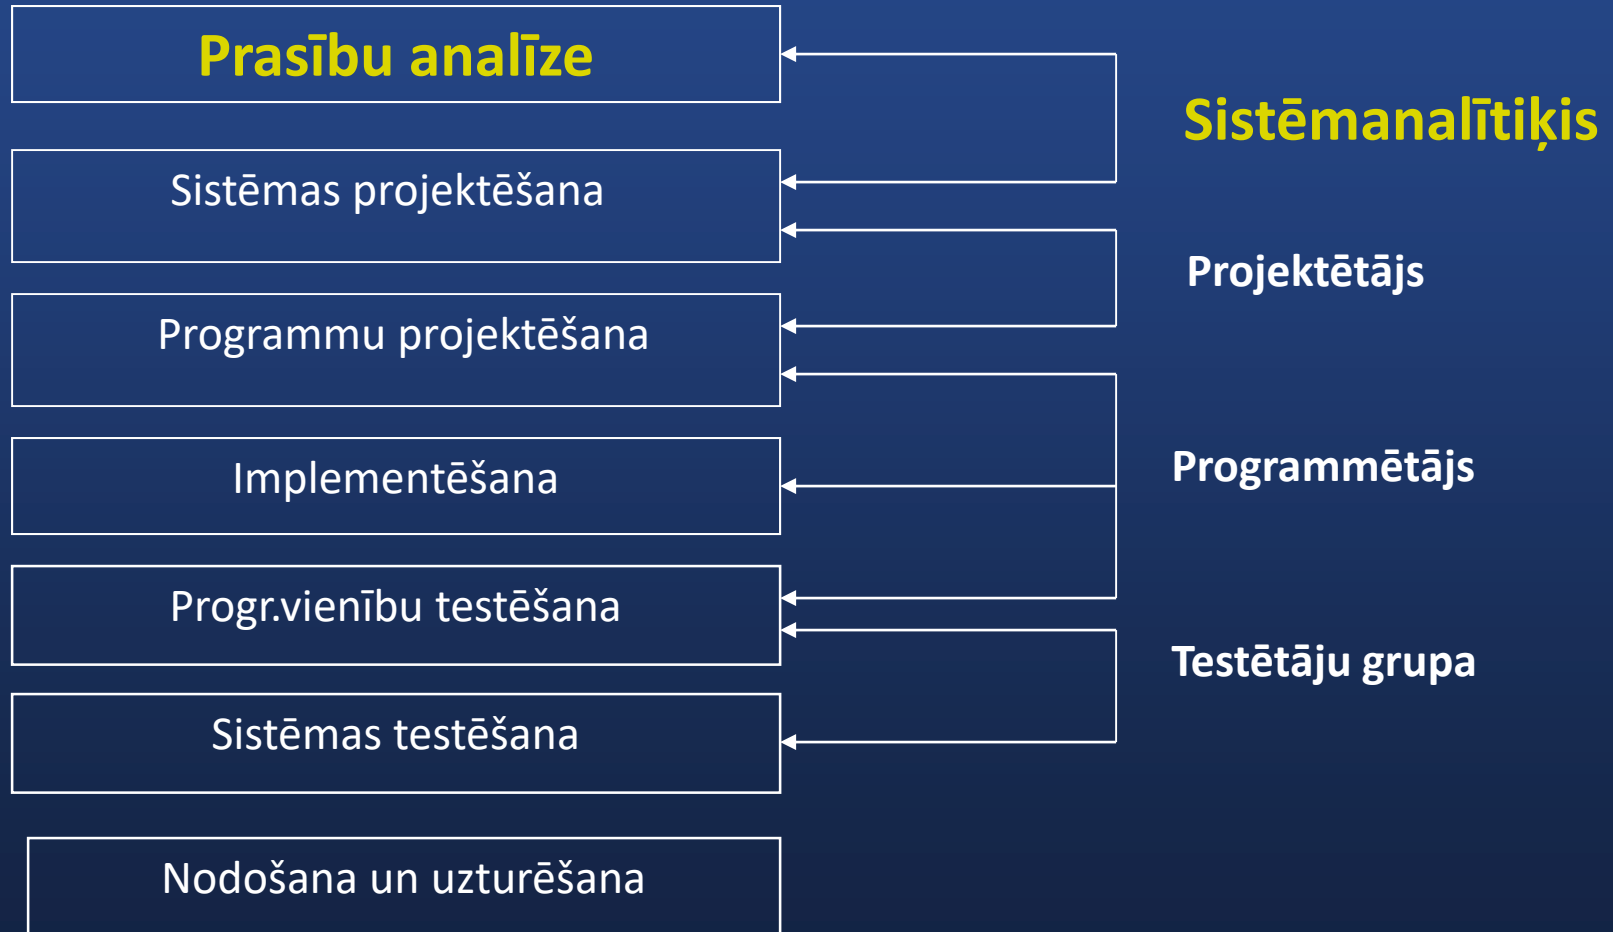 Prasību analīze
Sistēmanalītiķis
Sistēmas projektēšana
Projektētājs
Programmu projektēšana
Programmētājs
Implementēšana
Progr.vienību testēšana
Testētāju grupa
Sistēmas testēšana
Nodošana un uzturēšana